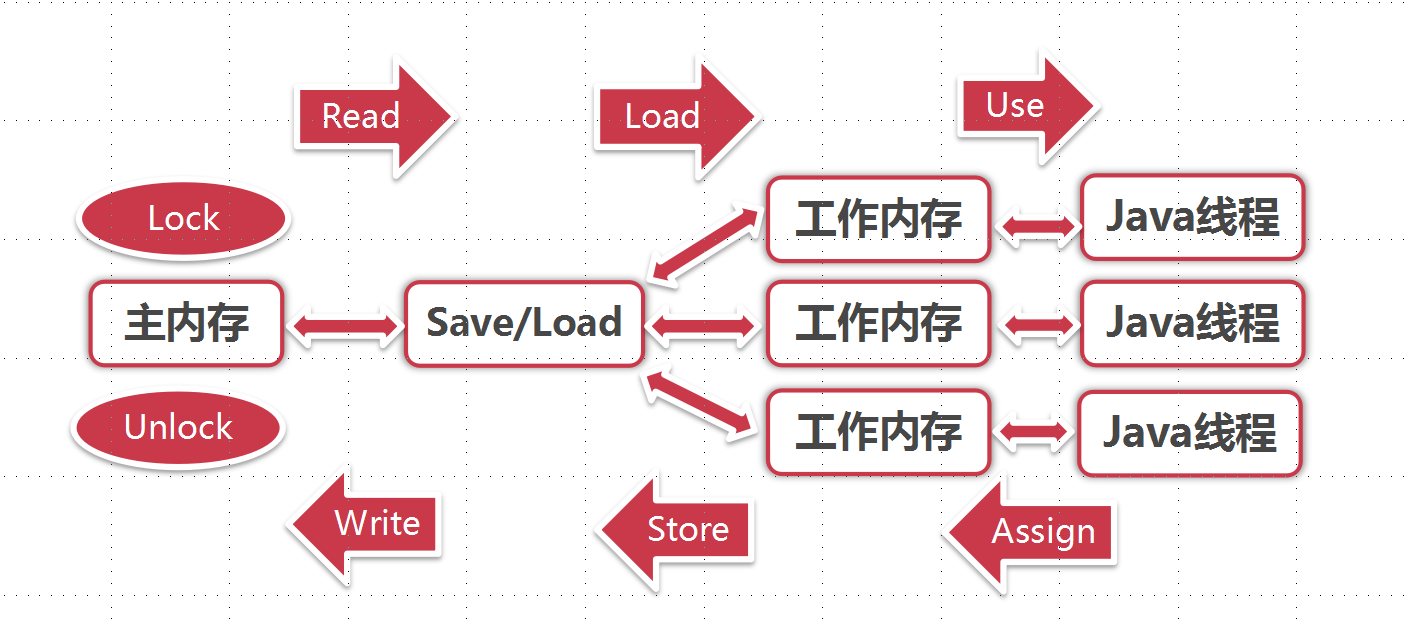 Read
Load
Use
Lock
工作内存
Java线程
主内存
Save/Load
工作内存
Java线程
Unlock
工作内存
Java线程
Write
Store
Assign